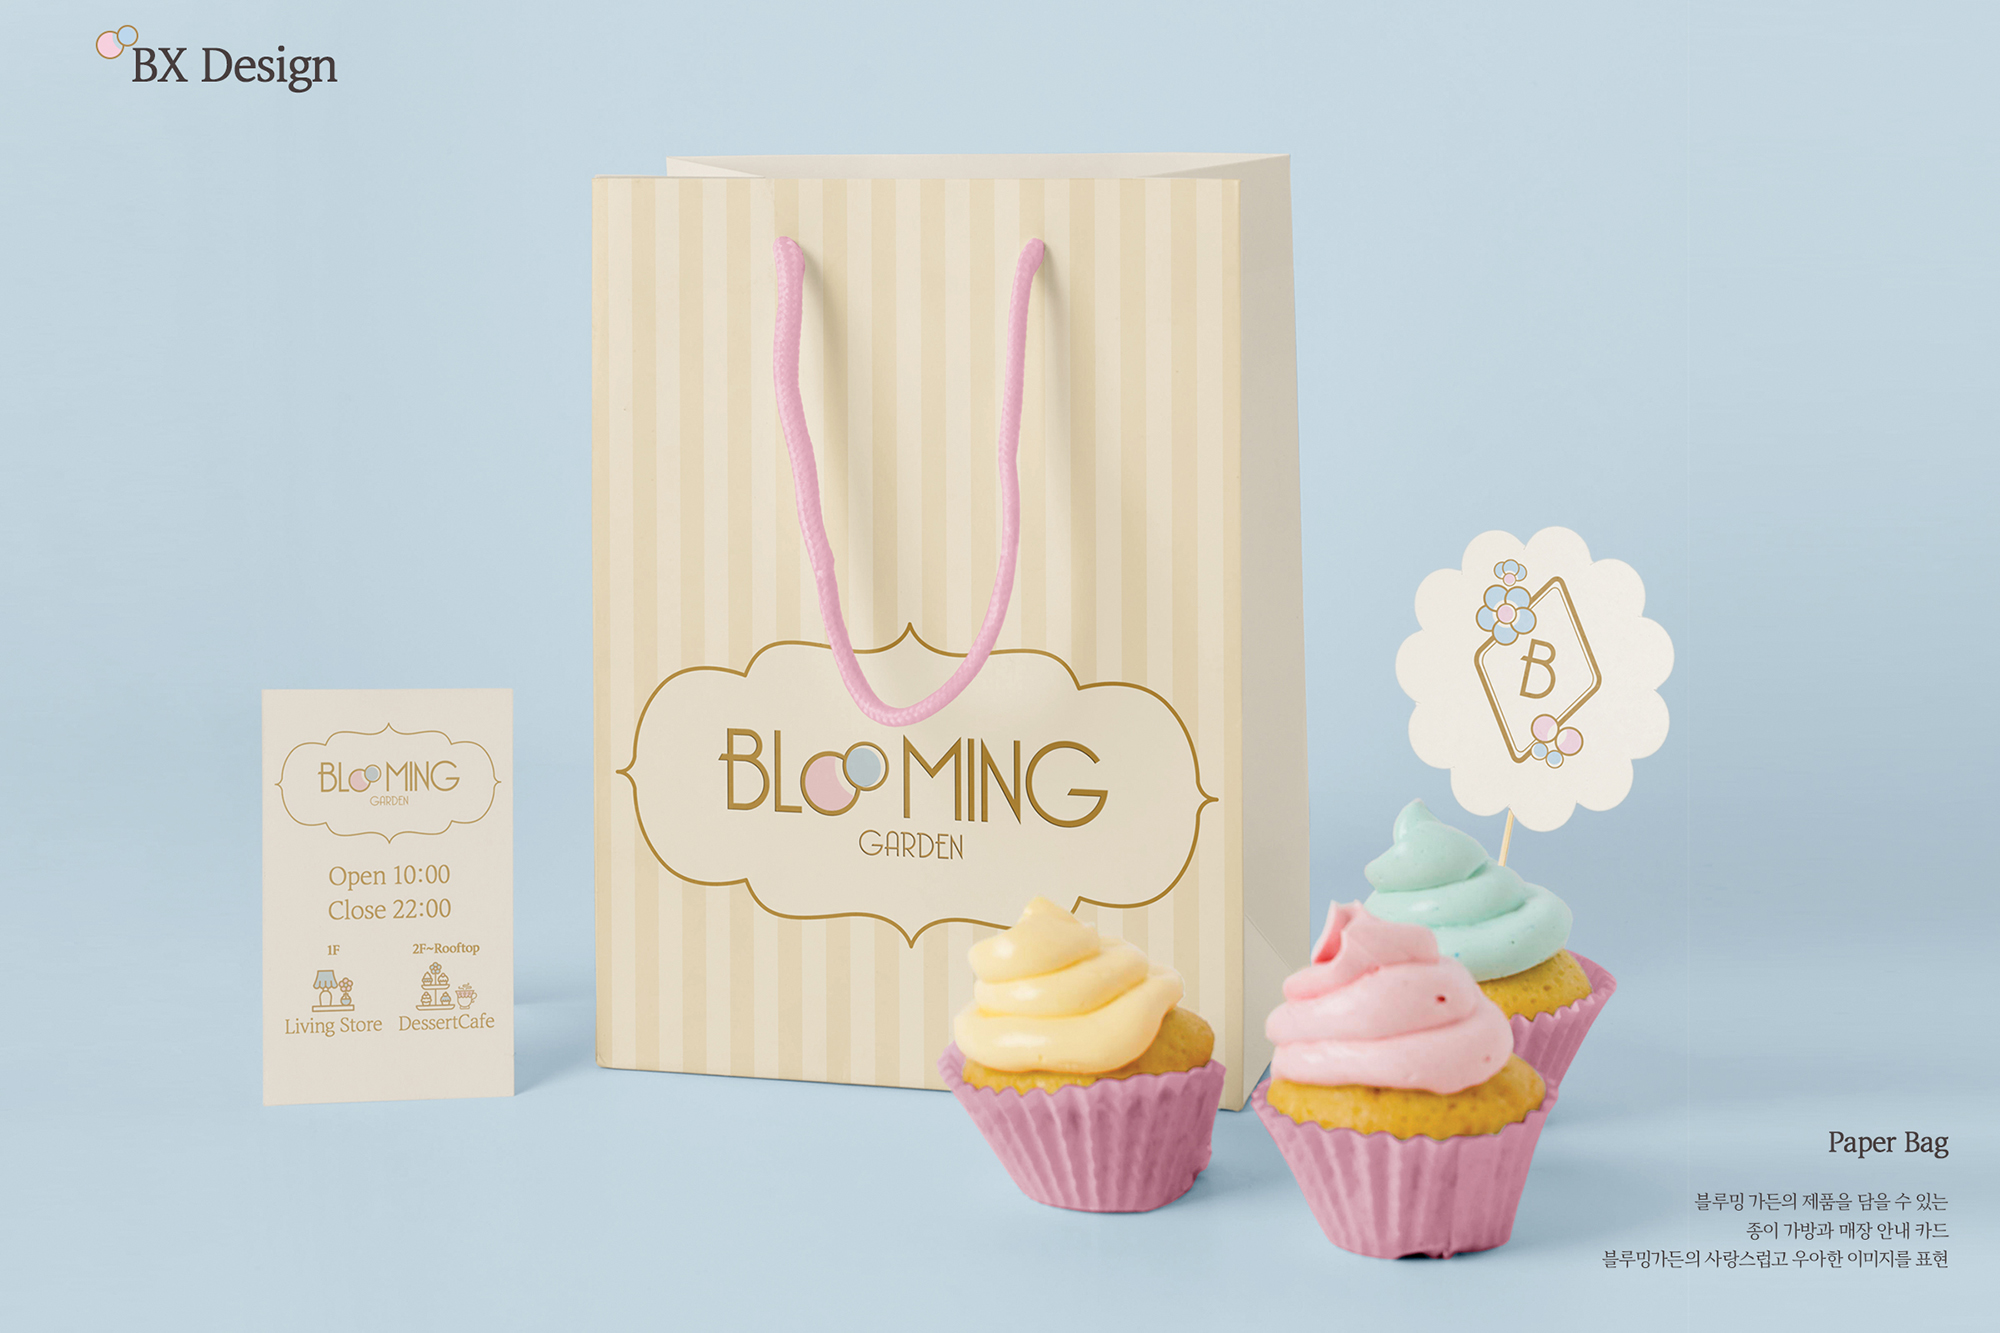 BX Design
BLOOMING
GARDEN
Open 10:00
Close 22:00
1F
2F~Rooftop
Living Store
DessertCafe
BLOOMING
GARDEN
B
Paper Bag
블루밍 가든의 제품을 담을 수 있는
종이 가방과 매장 안내 카드
블루밍가든의 사랑스럽고 우아한 이미지를 표현